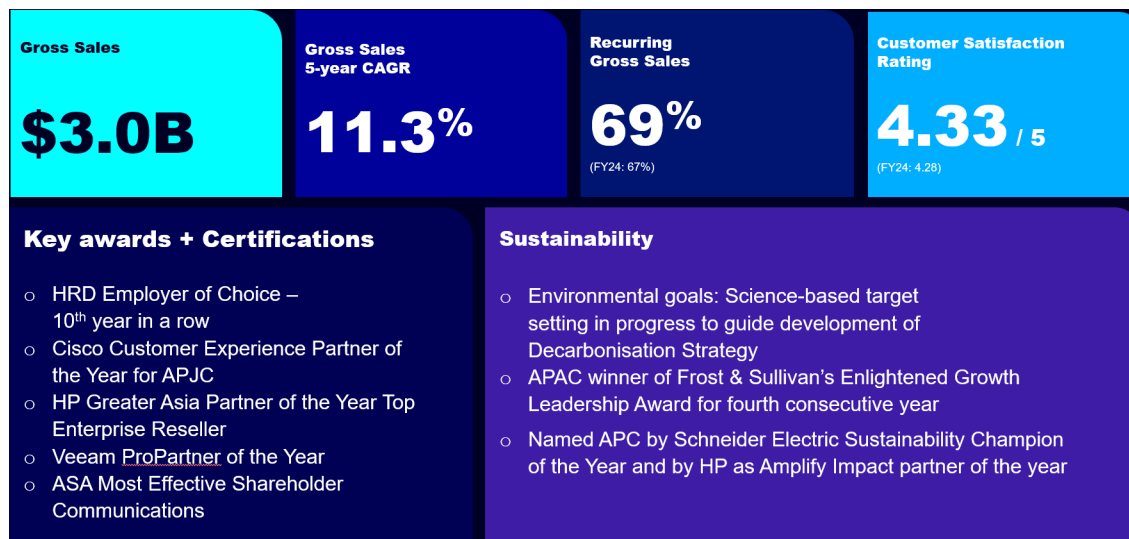 Gross Sales
$3.0B
Gross Sales
5-year CAGR
11.3%
Recurring
Gross Sales
69%
(FY24: 67%)
Customer Satisfaction
Rating
4.33 / 5
(FY24: 4.28)
Key awards + Certifications
○ HRD Employer of Choice –
10th year in a row
○ Cisco Customer Experience Partner of
the Year for APJC
○ HP Greater Asia Partner of the Year Top
Enterprise Reseller
○ Veeam ProPartner of the Year
○ ASA Most Effective Shareholder
Communications
Sustainability
○ Environmental goals: Science-based target
setting in progress to guide development of
Decarbonisation Strategy
○ APAC winner of Frost & Sullivan’s Enlightened Growth
Leadership Award for fourth consecutive year
○ Named APC by Schneider Electric Sustainability Champion
of the Year and by HP as Amplify Impact partner of the year